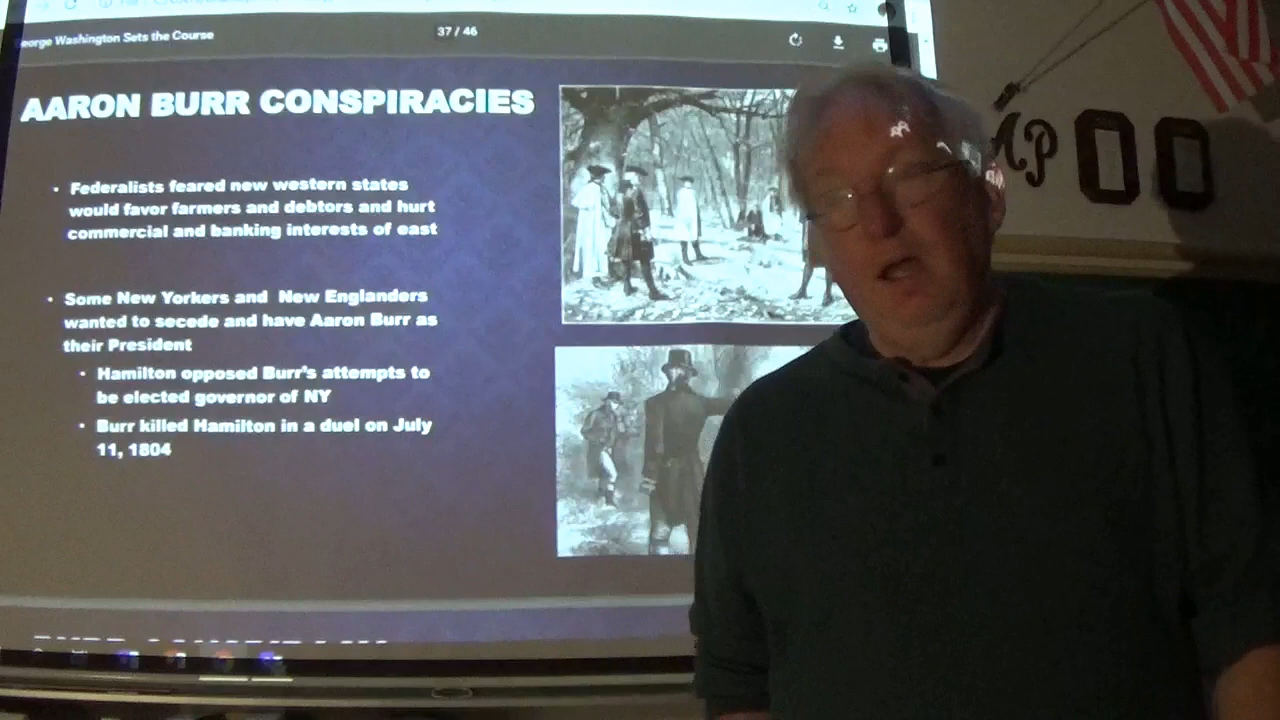 eorge Washington Sets the Course
37 / 46
AARON BURR CONSPIRACIES
• Federalists feared new western states
would favor farmers and debtors and hurt
commercial and banking interests of east
• Some New Yorkers and New Englanders
wanted to secede and have Aaron Burr as
their President
• Hamilton opposed Burr's attempts to
be elected governor of NY
• Burr killed Hamilton in a duel on July
11, 1804
AP